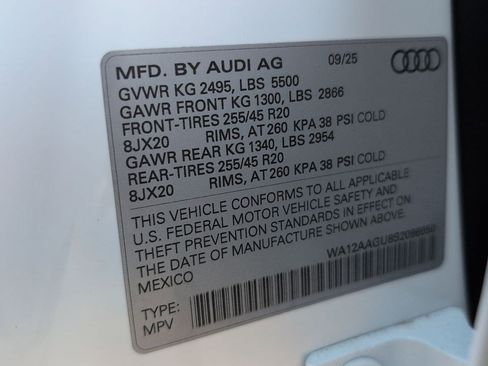 MFD. BY AUDI AG 09/25
GVWR KG 2495, LBS 5500
GAWR FRONT KG 1300, LBS 2866
FRONT-TIRES 255/45 R20
8JX20 RIMS, AT 260 KPA 38 PSI COLD
GAWR REAR KG 1340, LBS 2954
REAR-TIRES 255/45 R20
8JX20 RIMS, AT 260 KPA 38 PSI COLD
THIS VEHICLE CONFORMS TO ALL APPLICABLE
U.S. FEDERAL MOTOR VEHICLE SAFETY AND
THEFT PREVENTION STANDARDS IN EFFECT ON
THE DATE OF MANUFACTURE SHOWN ABOVE.
MEXICO
TYPE:
MPV